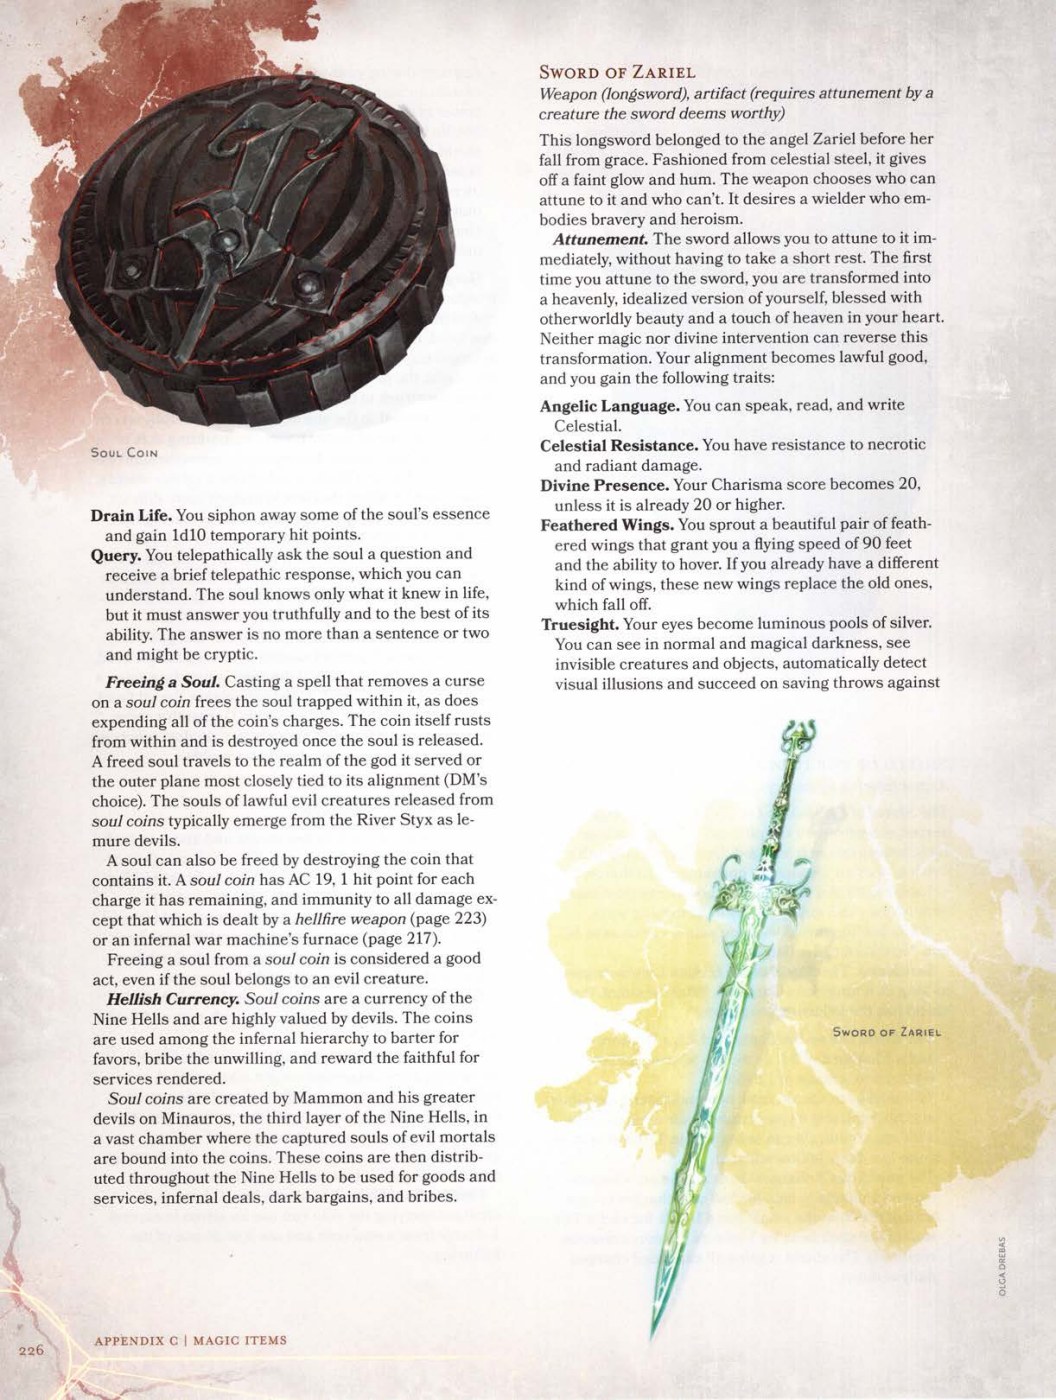 Soul Coin
Drain Life. You siphon away some of the soul's essence
and gain 1d10 temporary hit points.
Query. You telepathically ask the soul a question and
receive a brief telepathic response, which you can
understand. The soul knows only what it knew in life,
but it must answer you truthfully and to the best of its
ability. The answer is no more than a sentence or two
and might be cryptic.
Freeing a Soul. Casting a spell that removes a curse
on a soul coin frees the soul trapped within it, as does
expending all of the coin's charges. The coin itself rusts
from within and is destroyed once the soul is released.
A freed soul travels to the realm of the god it served or
the outer plane most closely tied to its alignment (DM's
choice). The souls of lawful evil creatures released from
soul coins typically emerge from the River Styx as le-
mure devils.
A soul can also be freed by destroying the coin that
contains it. A soul coin has AC 19, 1 hit point for each
charge it has remaining, and immunity to all damage ex-
cept that which is dealt by a hellfire weapon (page 223)
or an infernal war machine's furnace (page 217).
Freeing a soul from a soul coin is considered a good
act, even if the soul belongs to an evil creature.
Hellish Currency. Soul coins are a currency of the
Nine Hells and are highly valued by devils. The coins
are used among the infernal hierarchy to barter for
favors, bribe the unwilling, and reward the faithful for
services rendered.
Soul coins are created by Mammon and his greater
devils on Minauros, the third layer of the Nine Hells, in
a vast chamber where the captured souls of evil mortals
are bound into the coins. These coins are then distrib-
uted throughout the Nine Hells to be used for goods and
services, infernal deals, dark bargains, and bribes.
Sword of Zariel
Weapon (longsword), artifact (requires attunement by a
creature the sword deems worthy)
This longsword belonged to the angel Zariel before her
fall from grace. Fashioned from celestial steel, it gives
off a faint glow and hum. The weapon chooses who can
attune to it and who can't. It desires a wielder who em-
bodies bravery and heroism.
Attunement. The sword allows you to attune to it im-
mediately, without having to take a short rest. The first
time you attune to the sword, you are transformed into
a heavenly, idealized version of yourself, blessed with
otherworldly beauty and a touch of heaven in your heart.
Neither magic nor divine intervention can reverse this
transformation. Your alignment becomes lawful good,
and you gain the following traits:
Angelic Language. You can speak, read, and write
Celestial.
Celestial Resistance. You have resistance to necrotic
and radiant damage.
Divine Presence. Your Charisma score becomes 20,
unless it is already 20 or higher.
Feathered Wings. You sprout a beautiful pair of feath-
ered wings that grant you a flying speed of 90 feet
and the ability to hover. If you already have a different
kind of wings, these new wings replace the old ones,
which fall off.
Truesight. Your eyes become luminous pools of silver.
You can see in normal and magical darkness, see
invisible creatures and objects, automatically detect
visual illusions and succeed on saving throws against
Sword of Zariel
OLGA DREBAS
226
APPENDIX C | MAGIC ITEMS